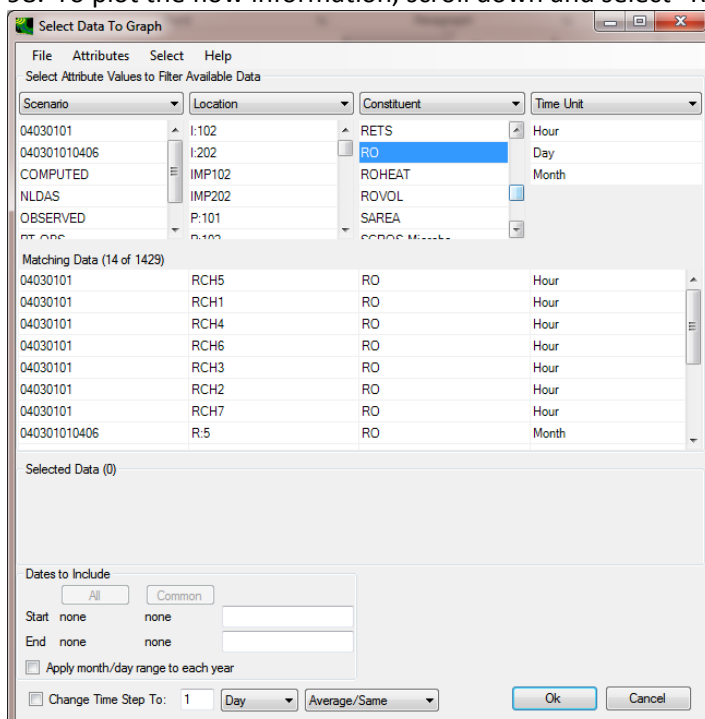 Select Data To Graph
File Attributes Select Help
Select Attribute Values to Filter Available Data
Scenario Location Constituent Time Unit
04030101 I:102 RETS Hour
040301010406 I:202 RO Day
COMPUTED IMP102 ROHEAT Month
NLDAS IMP202 ROVOL
OBSERVED P:101 SAREA
Matching Data (14 of 1429)
04030101 RCH5 RO Hour
04030101 RCH1 RO Hour
04030101 RCH4 RO Hour
04030101 RCH6 RO Hour
04030101 RCH3 RO Hour
04030101 RCH2 RO Hour
04030101 RCH7 RO Hour
040301010406 R:5 RO Month
Selected Data (0)
Dates to Include
All Common
Start none none
End none none
Apply month/day range to each year
Change Time Step To: 1 Day Average/Same Ok Cancel